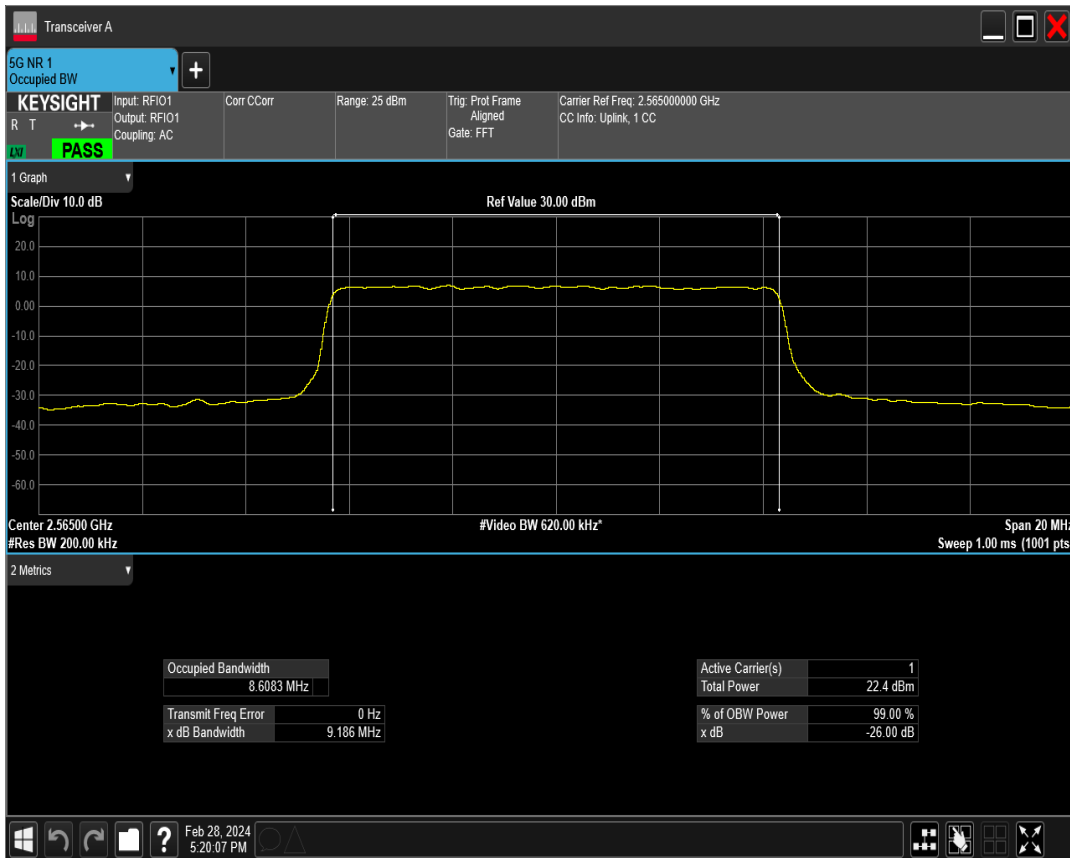 Transceiver A
5G NR 1
Occupied BW
+
KEYSIGHT
R T
LXI
PASS
Input: RFIO1
Output: RFIO1
Coupling: AC
Corr CCorr
Range: 25 dBm
Trig: Prot Frame
Aligned
Gate: FFT
Carrier Ref Freq: 2.565000000 GHz
CC Info: Uplink, 1 CC
1 Graph
Scale/Div 10.0 dB
Ref Value 30.00 dBm
Log
20.0
10.0
0.00
-10.0
-20.0
-30.0
-40.0
-50.0
-60.0
Center 2.56500 GHz
#Video BW 620.00 kHz*
Span 20 MHz
#Res BW 200.00 kHz
Sweep 1.00 ms (1001 pts
2 Metrics
Occupied Bandwidth
8.6083 MHz
Transmit Freq Error 0 Hz
x dB Bandwidth 9.186 MHz
Active Carrier(s) 1
Total Power 22.4 dBm
% of OBW Power 99.00 %
x dB -26.00 dB
?
Feb 28, 2024
5:20:07 PM